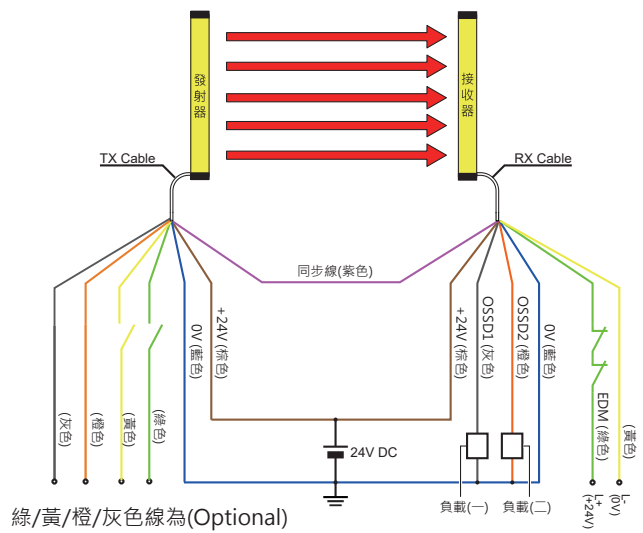 發射器
接收器
TX Cable
RX Cable
同步線(紫色)
(灰色)
(橙色)
(黃色)
(綠色)
0V (藍色)
+24V (棕色)
+24V (棕色)
OSSD1 (灰色)
OSSD2 (橙色)
0V (藍色)
EDM (綠色)
(黃色)
24V DC
負載(一)
負載(二)
L+
(+24V)
L-
(0V)
綠/黃/橙/灰色線為(Optional)